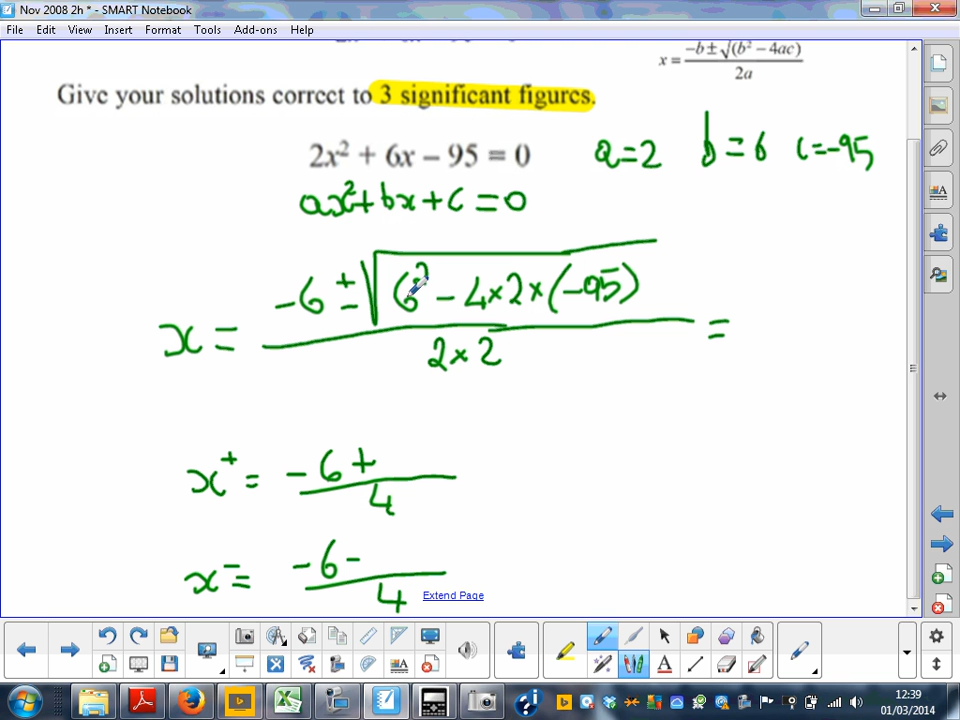 Nov 2008 2h * - SMART Notebook
File Edit View Insert Format Tools Add-ons Help
x = −b ± √(b² − 4ac) / 2a
Give your solutions correct to 3 significant figures.
2x² + 6x − 95 = 0 a=2 b=6 c=-95
ax²+bx+c=0
x = -6 ± √(6² - 4×2×(-95)) / 2×2 =
x⁺ = -6+ / 4
x⁻ = -6- / 4
Extend Page
12:39
01/03/2014